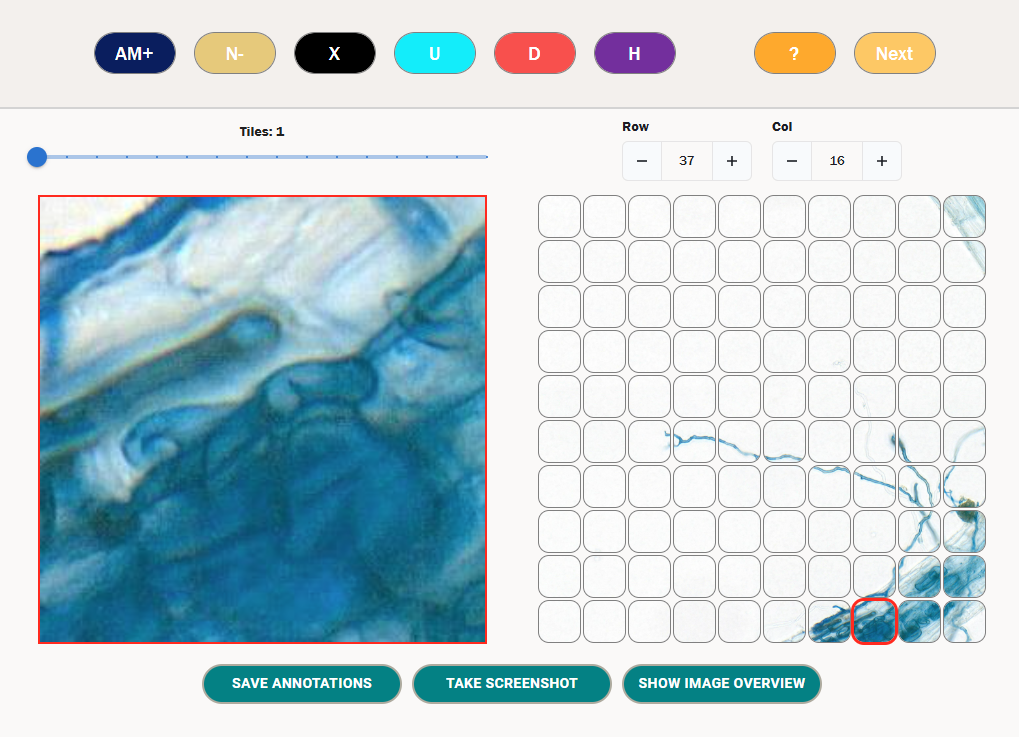 AM+ N- X U D H ? Next
Tiles: 1
Row Col
− 37 + − 16 +
SAVE ANNOTATIONS TAKE SCREENSHOT SHOW IMAGE OVERVIEW